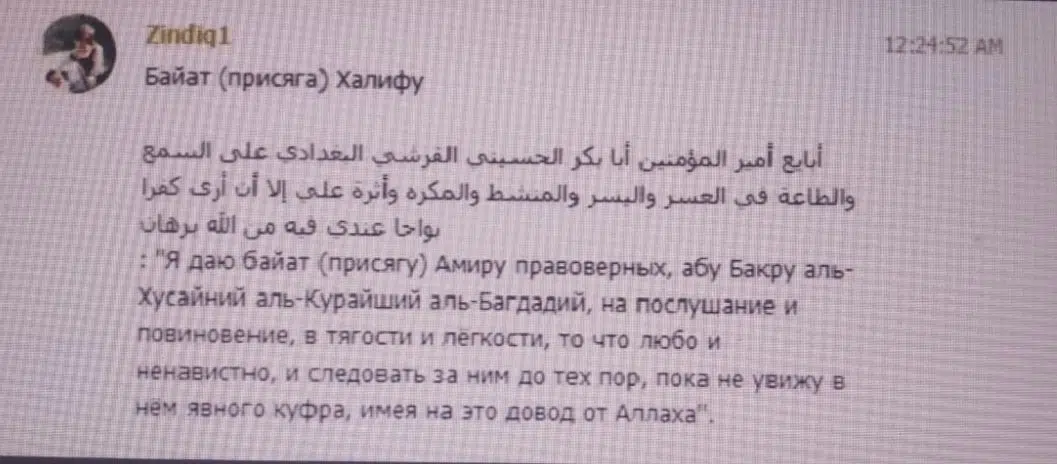 Zindiq1
12:24:52 AM
Байат (присяга) Халифу
أبايع أمير المؤمنين أبا بكر الحسيني القرشي البغدادي على السمع
والطاعة في العسر واليسر والمنشط والمكره وأثرة علي إلا أن أرى كفرا
بواحا عندي فيه من الله برهان
: "Я даю байат (присягу) Амиру правоверных, абу Бакру аль-
Хусайний аль-Курайший аль-Багдадий, на послушание и
повиновение, в тягости и лёгкости, то что любо и
ненавистно, и следовать за ним до тех пор, пока не увижу в
нём явного куфра, имея на это довод от Аллаха".